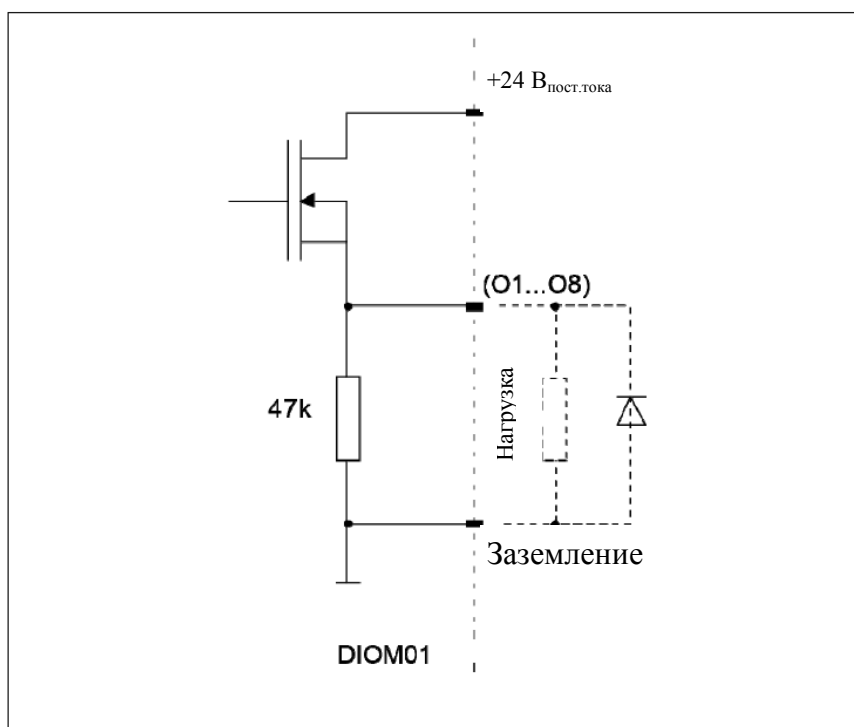 +24 Впост.тока
(O1...O8)
47k
Нагрузка
Заземление
DIOM01